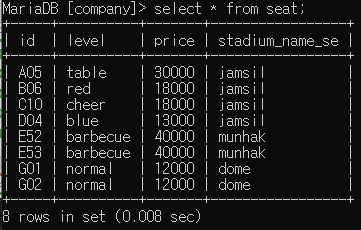 MariaDB [company]> select * from seat;
+-----+----------+-------+-----------------+
| id  | level    | price | stadium_name_se |
+-----+----------+-------+-----------------+
| A05 | table    | 30000 | jamsil          |
| B06 | red      | 18000 | jamsil          |
| C10 | cheer    | 18000 | jamsil          |
| D04 | blue     | 13000 | jamsil          |
| E52 | barbecue | 40000 | munhak          |
| E53 | barbecue | 40000 | munhak          |
| G01 | normal   | 12000 | dome            |
| G02 | normal   | 12000 | dome            |
+-----+----------+-------+-----------------+
8 rows in set (0.008 sec)